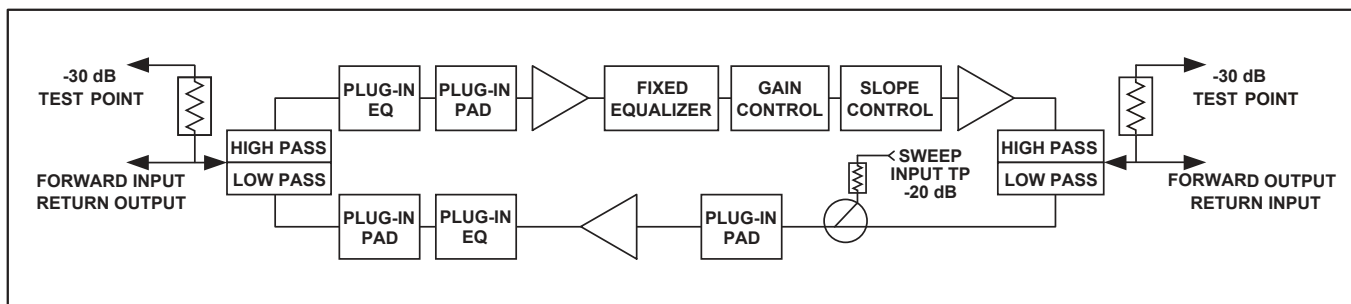 -30 dB
TEST POINT
PLUG-IN
EQ
PLUG-IN
PAD
FIXED
EQUALIZER
GAIN
CONTROL
SLOPE
CONTROL
-30 dB
TEST POINT
HIGH PASS
LOW PASS
FORWARD INPUT
RETURN OUTPUT
SWEEP
INPUT TP
-20 dB
HIGH PASS
LOW PASS
FORWARD OUTPUT
RETURN INPUT
PLUG-IN
PAD
PLUG-IN
EQ
PLUG-IN
PAD